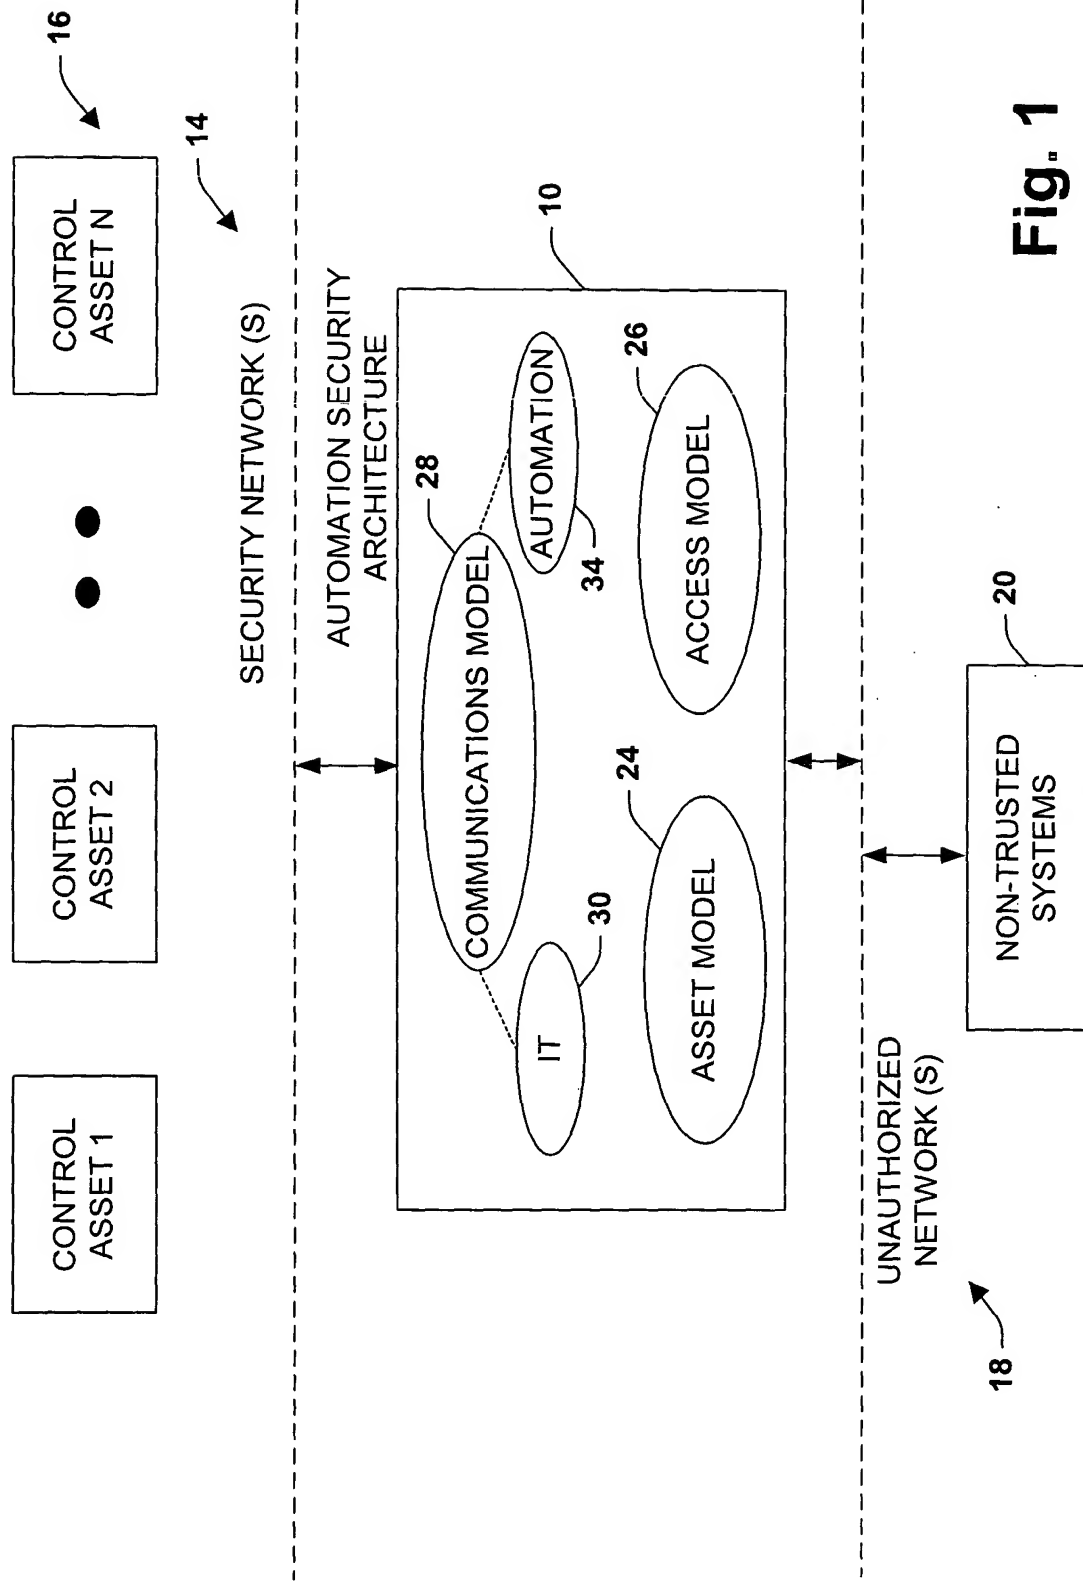 16
CONTROL
ASSET 1
CONTROL
ASSET 2
CONTROL
ASSET N
14
SECURITY NETWORK (S)
AUTOMATION SECURITY
ARCHITECTURE
10
28
COMMUNICATIONS MODEL
IT
30
AUTOMATION
34
24
ASSET MODEL
26
ACCESS MODEL
UNAUTHORIZED
NETWORK (S)
18
20
NON-TRUSTED
SYSTEMS
Fig. 1